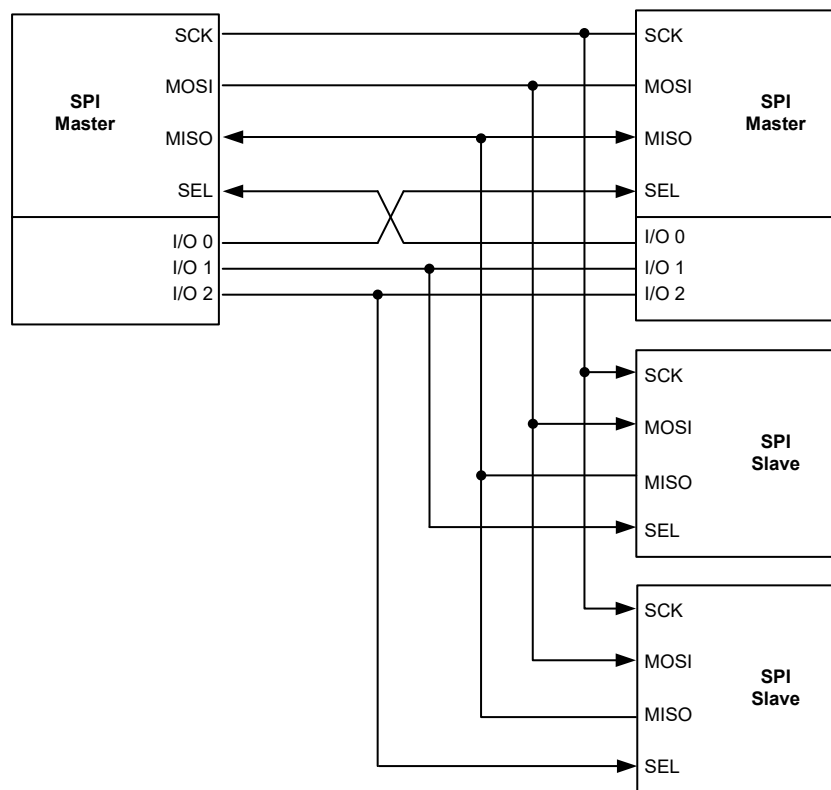 SCK
MOSI
SPI
Master
MISO
SEL
I/O 0
I/O 1
I/O 2
SCK
MOSI
SPI
Master
MISO
SEL
I/O 0
I/O 1
I/O 2
SCK
MOSI
SPI
Slave
MISO
SEL
SCK
MOSI
SPI
Slave
MISO
SEL